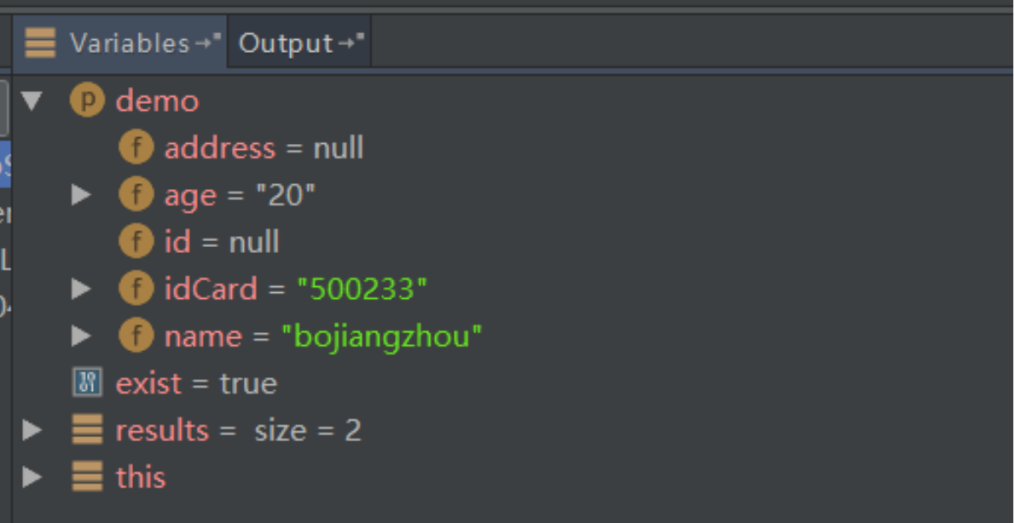 Variables Output
demo
address = null
age = "20"
id = null
idCard = "500233"
name = "bojiangzhou"
exist = true
results = size = 2
this